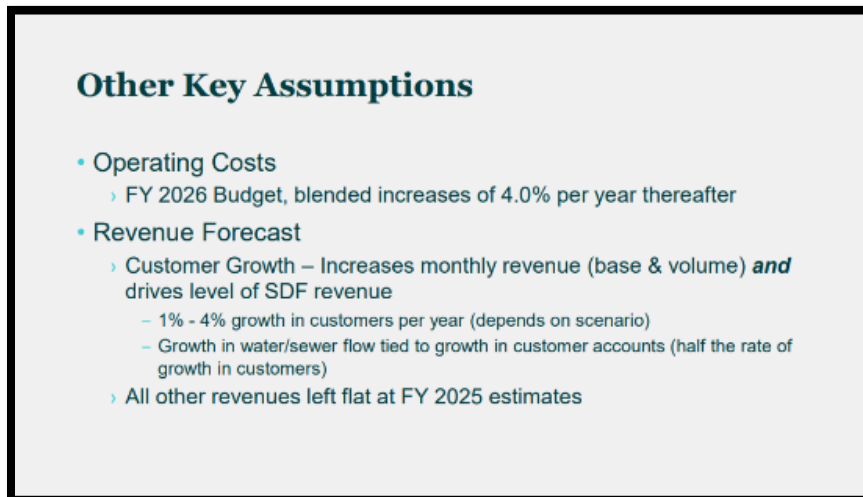 Other Key Assumptions
• Operating Costs
› FY 2026 Budget, blended increases of 4.0% per year thereafter
• Revenue Forecast
› Customer Growth – Increases monthly revenue (base & volume) and
drives level of SDF revenue
– 1% - 4% growth in customers per year (depends on scenario)
– Growth in water/sewer flow tied to growth in customer accounts (half the rate of
growth in customers)
› All other revenues left flat at FY 2025 estimates